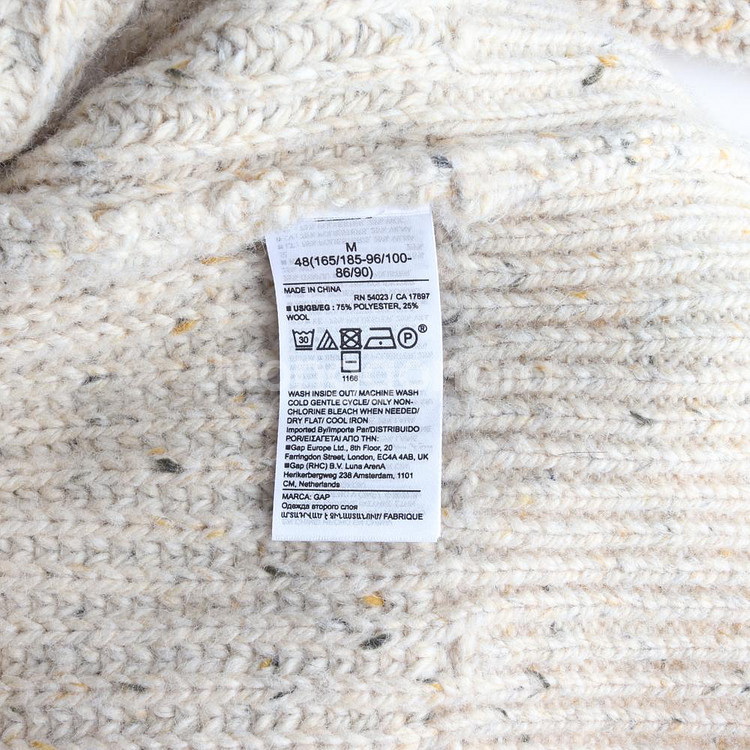 M
48(165/185-96/100-
86/90)
MADE IN CHINA
RN 54023 / CA 17897
■ US/GB/EG : 75% POLYESTER, 25%
WOOL
30 P ®
1166
WASH INSIDE OUT/ MACHINE WASH
COLD GENTLE CYCLE/ ONLY NON-
CHLORINE BLEACH WHEN NEEDED/
DRY FLAT/ COOL IRON
Imported By/Importe Par/DISTRIBUIDO
POR/ΕΙΣΑΓΕΤΑΙ ΑΠΟ ΤΗΝ:
■Gap Europe Ltd., 8th Floor, 20
Farringdon Street, London, EC4A 4AB, UK
■Gap (RHC) B.V. Luna ArenA
Herikerbergweg 238 Amsterdam, 1101
CM, Netherlands
MARCA: GAP
Одежда второго слоя
FABRIQUE